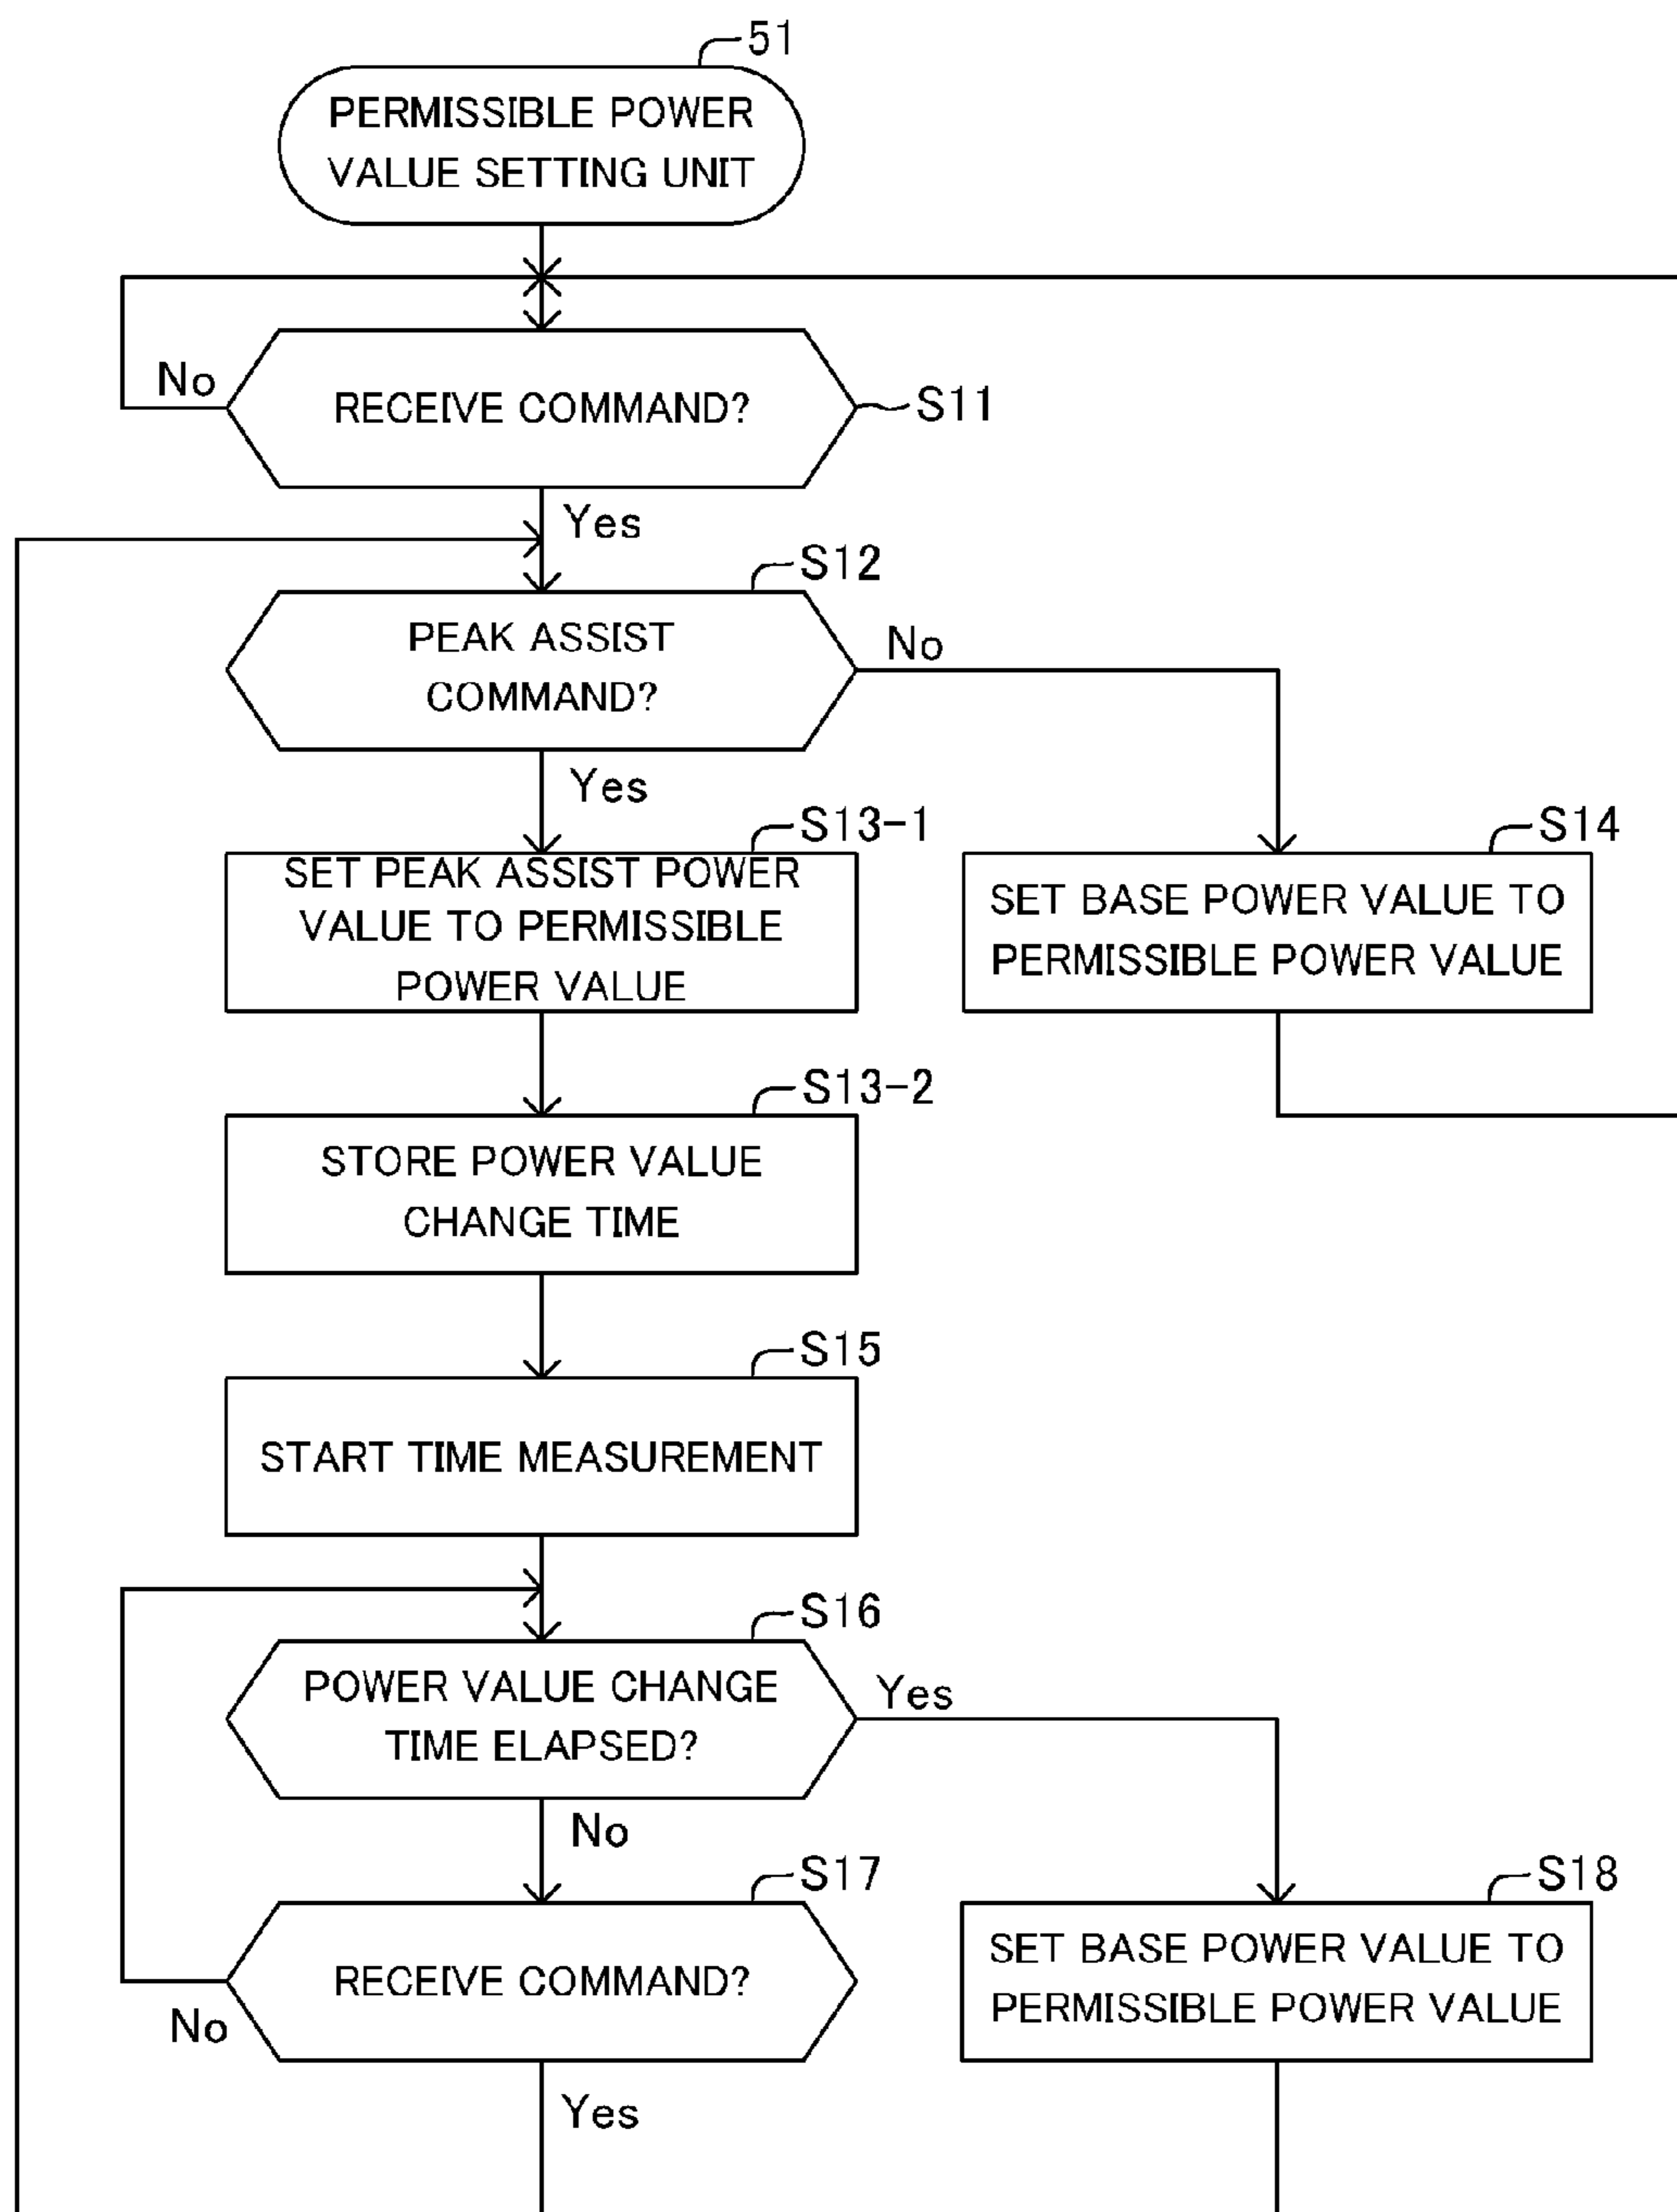 51
PERMISSIBLE POWER
VALUE SETTING UNIT
No
RECEIVE COMMAND?
S11
Yes
S12
PEAK ASSIST
COMMAND?
No
Yes
S13-1
SET PEAK ASSIST POWER
VALUE TO PERMISSIBLE
POWER VALUE
S14
SET BASE POWER VALUE TO
PERMISSIBLE POWER VALUE
S13-2
STORE POWER VALUE
CHANGE TIME
S15
START TIME MEASUREMENT
S16
POWER VALUE CHANGE
TIME ELAPSED?
Yes
No
S17
RECEIVE COMMAND?
No
Yes
S18
SET BASE POWER VALUE TO
PERMISSIBLE POWER VALUE